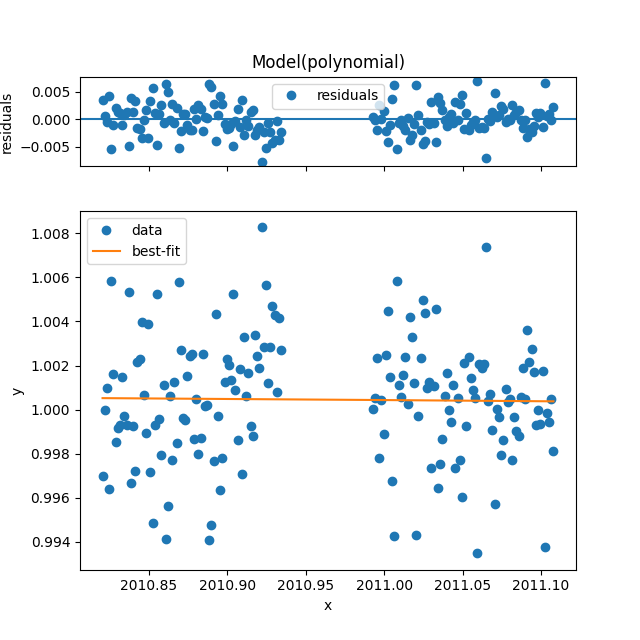 Model(polynomial)
residuals
0.005
0.000
−0.005
residuals
data
best-fit
1.008
1.006
1.004
1.002
1.000
0.998
0.996
0.994
y
2010.85 2010.90 2010.95 2011.00 2011.05 2011.10
x